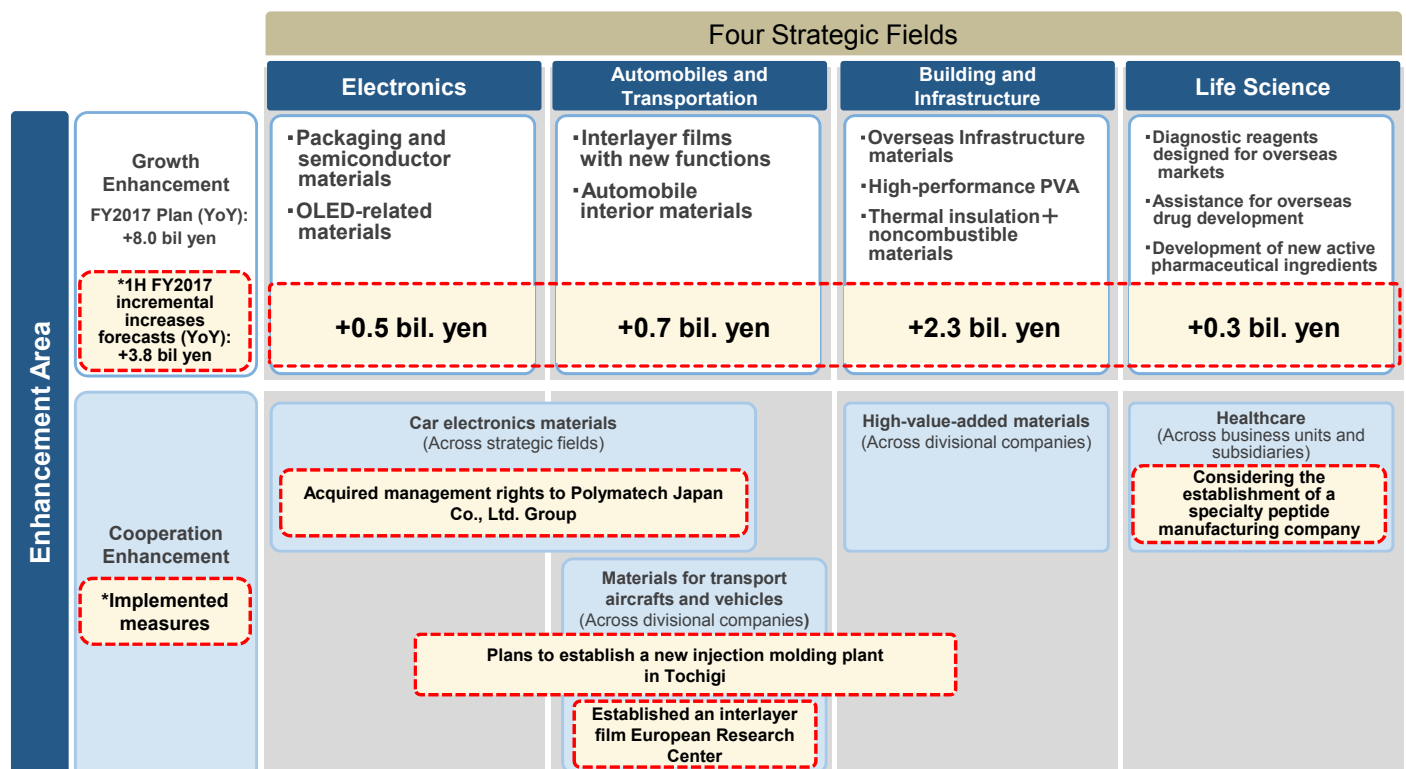 Four Strategic Fields
Electronics
Automobiles and
Transportation
Building and
Infrastructure
Life Science
Enhancement Area
Growth
Enhancement
FY2017 Plan (YoY):
+8.0 bil yen
*1H FY2017
incremental
increases
forecasts (YoY):
+3.8 bil yen
・Packaging and
semiconductor
materials
・OLED-related
materials
+0.5 bil. yen
・Interlayer films
with new functions
・Automobile
interior materials
+0.7 bil. yen
・Overseas Infrastructure
materials
・High-performance PVA
・Thermal insulation＋
noncombustible
materials
+2.3 bil. yen
・Diagnostic reagents
designed for overseas
markets
・Assistance for overseas
drug development
・Development of new active
pharmaceutical ingredients
+0.3 bil. yen
Cooperation
Enhancement
*Implemented
measures
Car electronics materials
(Across strategic fields)
Acquired management rights to Polymatech Japan
Co., Ltd. Group
High-value-added materials
(Across divisional companies)
Healthcare
(Across business units and
subsidiaries)
Considering the
establishment of a
specialty peptide
manufacturing company
Materials for transport
aircrafts and vehicles
(Across divisional companies)
Plans to establish a new injection molding plant
in Tochigi
Established an interlayer
film European Research
Center